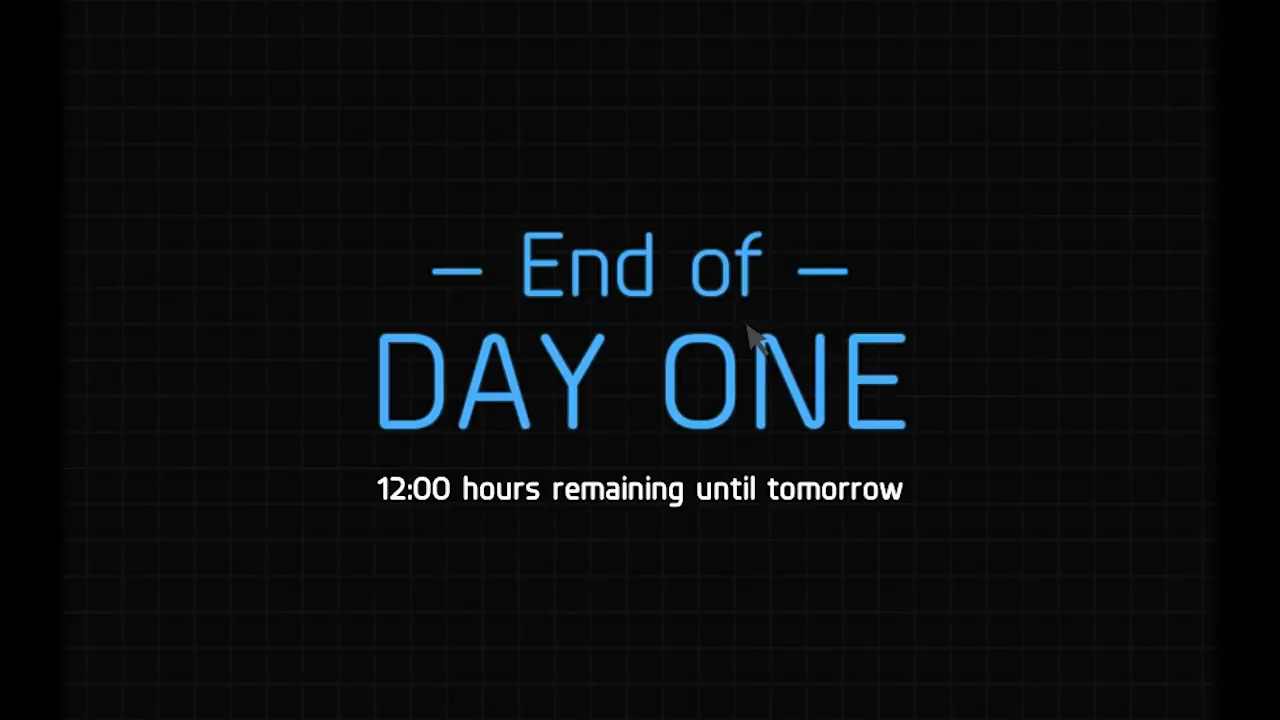 – End of –
DAY ONE
12:00 hours remaining until tomorrow